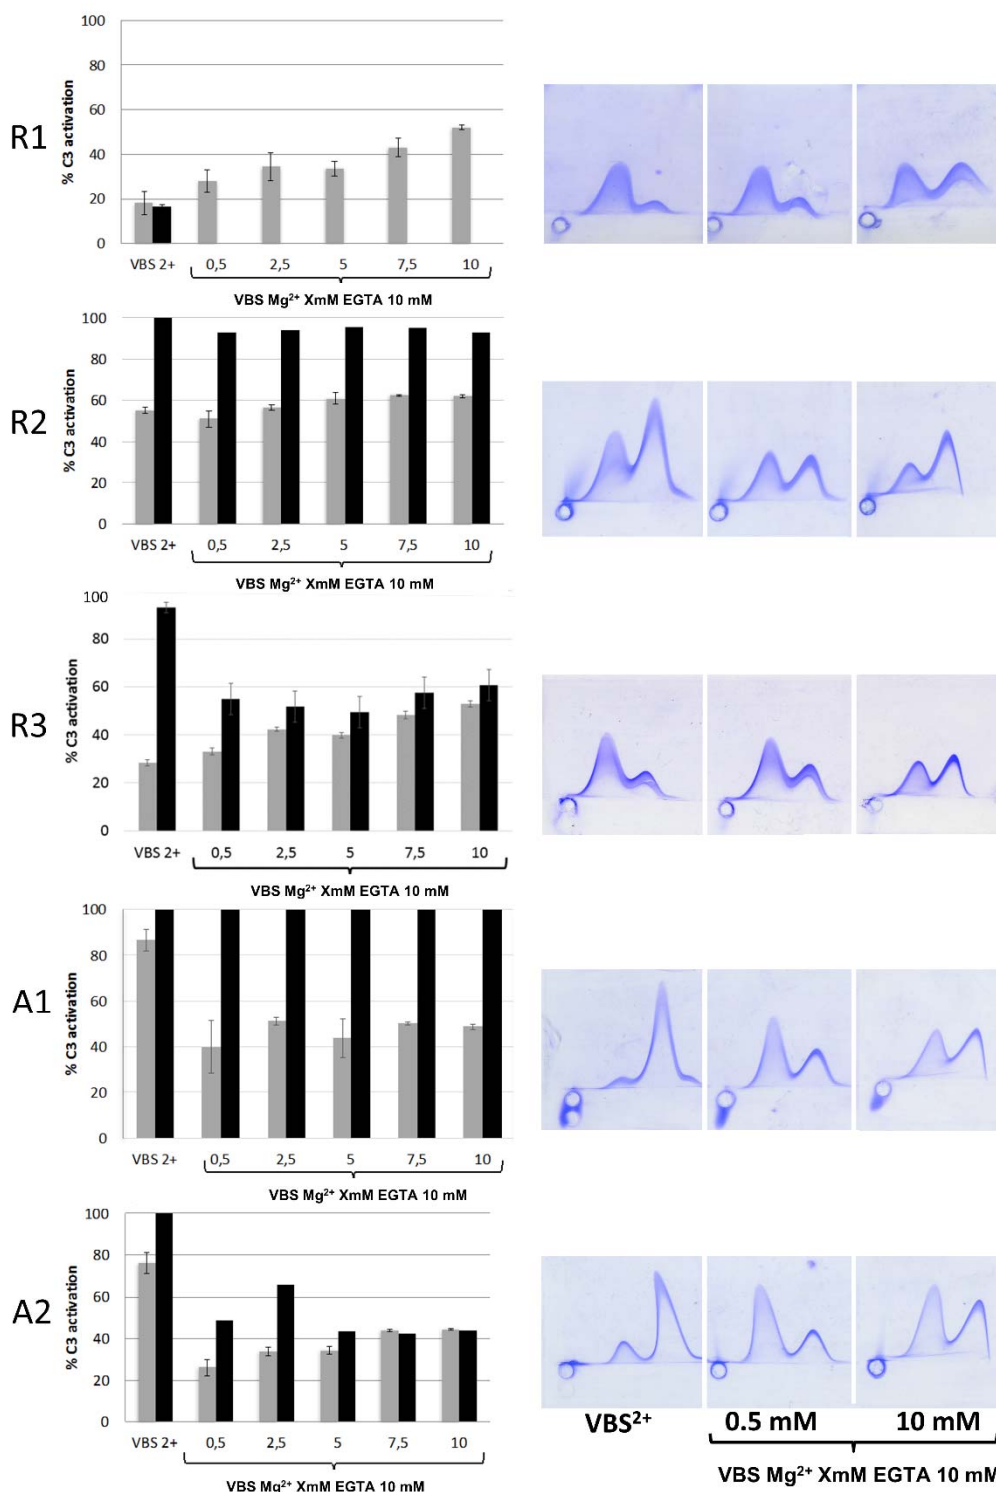 100
80
60
40
20
0
% C3 activation
R1
VBS 2+ 0,5 2,5 5 7,5 10
VBS Mg²⁺ XmM EGTA 10 mM
100
80
60
40
20
0
% C3 activation
R2
VBS 2+ 0,5 2,5 5 7,5 10
VBS Mg²⁺ XmM EGTA 10 mM
100
80
60
40
20
0
% C3 activation
R3
VBS 2+ 0,5 2,5 5 7,5 10
VBS Mg²⁺ XmM EGTA 10 mM
100
80
60
40
20
0
% C3 activation
A1
VBS 2+ 0,5 2,5 5 7,5 10
VBS Mg²⁺ XmM EGTA 10 mM
100
80
60
40
20
0
% C3 activation
A2
VBS 2+ 0,5 2,5 5 7,5 10
VBS Mg²⁺ XmM EGTA 10 mM
VBS²⁺ 0.5 mM 10 mM
VBS Mg²⁺ XmM EGTA 10 mM